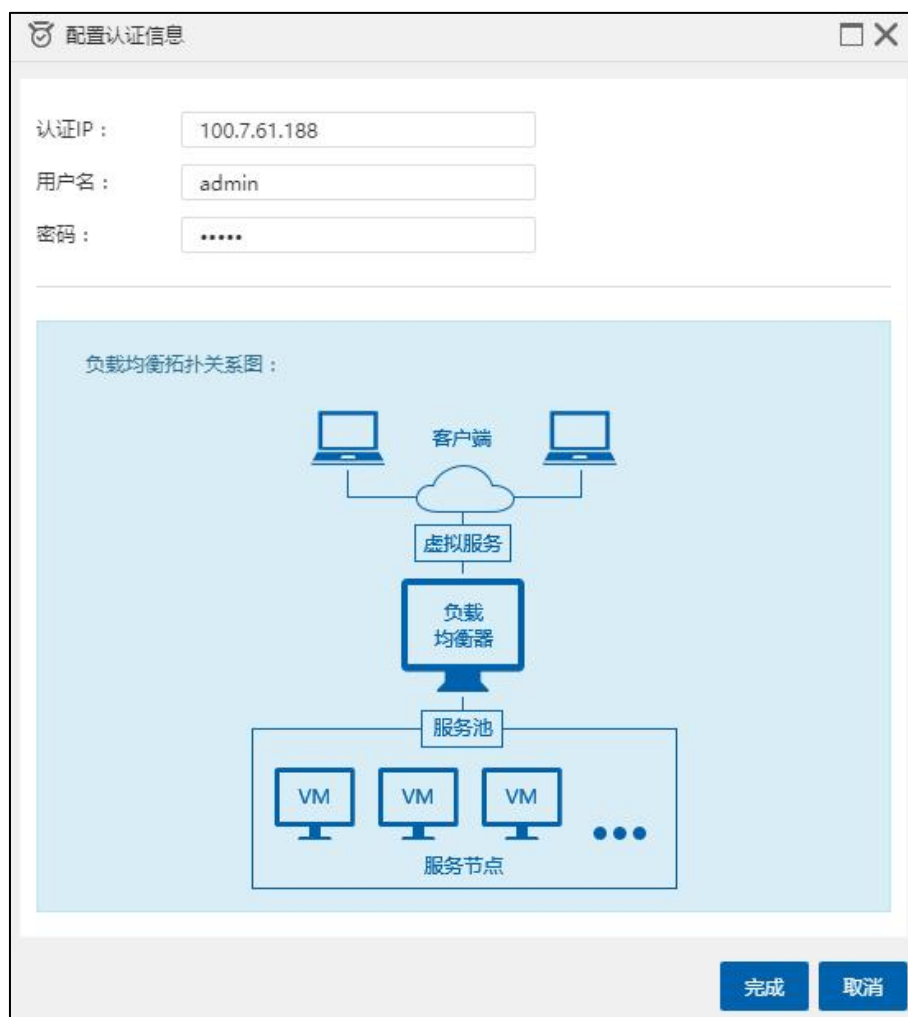 配置认证信息
认证IP： 100.7.61.188
用户名： admin
密码： •••••
负载均衡拓扑关系图：
客户端
虚拟服务
负载
均衡器
服务池
VM VM VM
服务节点
完成 取消